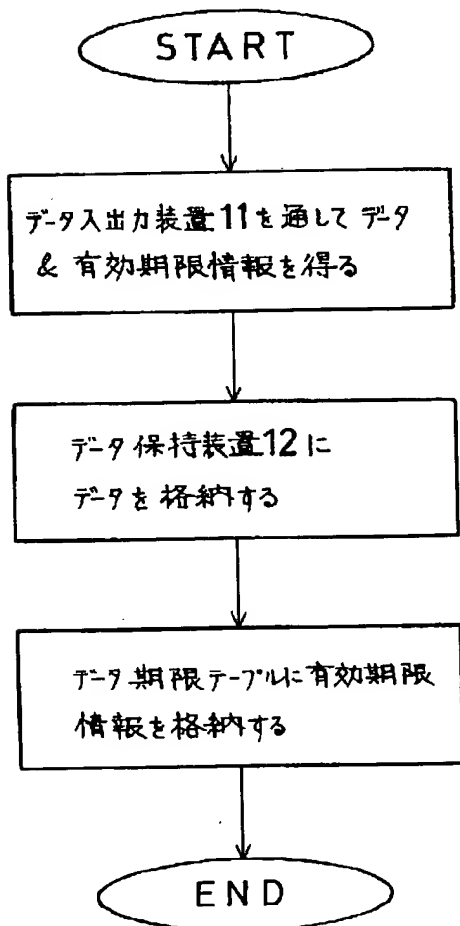 START
データ入出力装置11を通してデータ
& 有効期限情報を得る
データ保持装置12に
データを格納する
データ期限テーブルに有効期限
情報を格納する
END